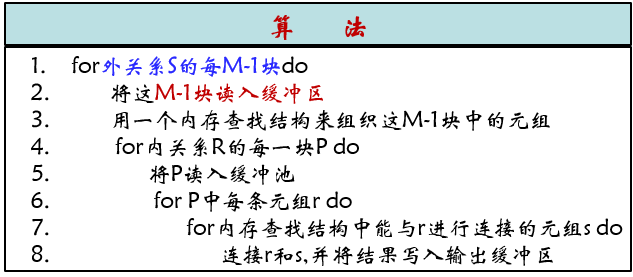 算 法
1. for外关系S的每M-1块do
2. 将这M-1块读入缓冲区
3. 用一个内存查找结构来组织这M-1块中的元组
4. for内关系R的每一块P do
5. 将P读入缓冲池
6. for P中每条元组r do
7. for内存查找结构中能与r进行连接的元组s do
8. 连接r和s,并将结果写入输出缓冲区